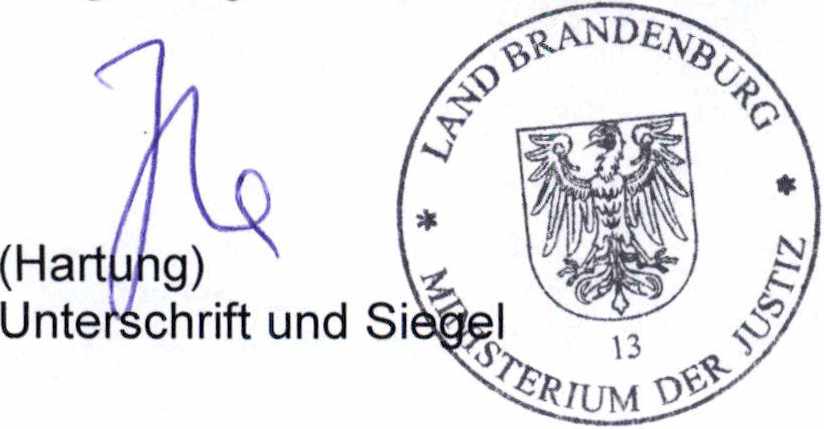 LAND BRANDENBURG
(Hartung)
Unterschrift und Siegel
13
* MINISTERIUM DER JUSTIZ *